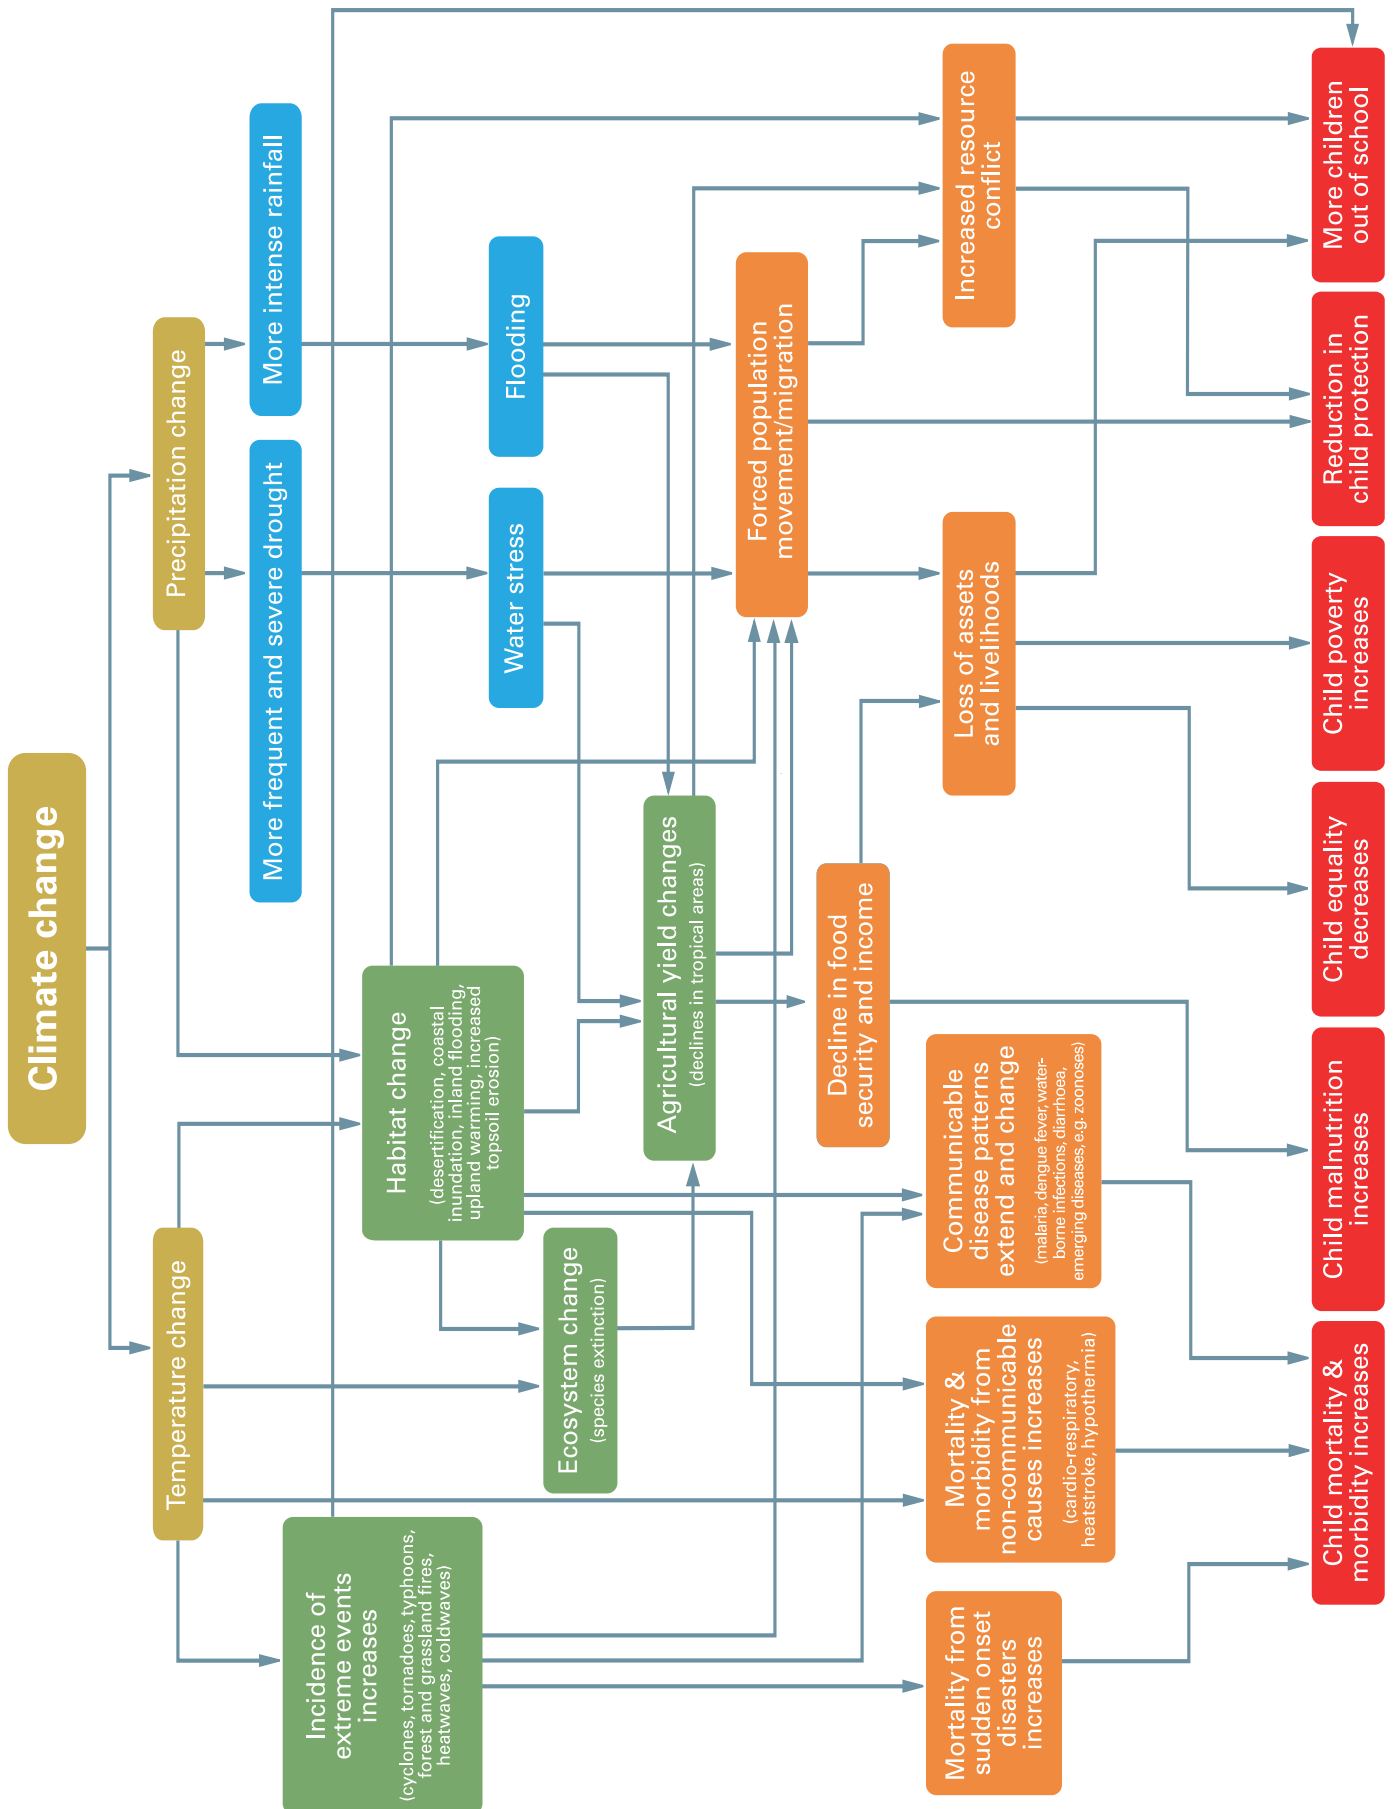 Climate change
Temperature change
Precipitation change
More frequent and severe drought
More intense rainfall
Incidence of
extreme events
increases
(cyclones, tornadoes, typhoons,
forest and grassland fires,
heatwaves, coldwaves)
Habitat change
(desertification, coastal
inundation, inland flooding,
upland warming, increased
topsoil erosion)
Water stress
Flooding
Ecosystem change
(species extinction)
Agricultural yield changes
(declines in tropical areas)
Forced population
movement/migration
Decline in food
security and income
Mortality from
sudden onset
disasters
increases
Mortality &
morbidity from
non-communicable
causes increases
(cardio-respiratory,
heatstroke, hypothermia)
Communicable
disease patterns
extend and change
(malaria, dengue fever, water-
borne infections, diarrhoea,
emerging diseases, e.g. zoonoses)
Loss of assets
and livelihoods
Increased resource
conflict
Child mortality &
morbidity increases
Child malnutrition
increases
Child equality
decreases
Child poverty
increases
Reduction in
child protection
More children
out of school